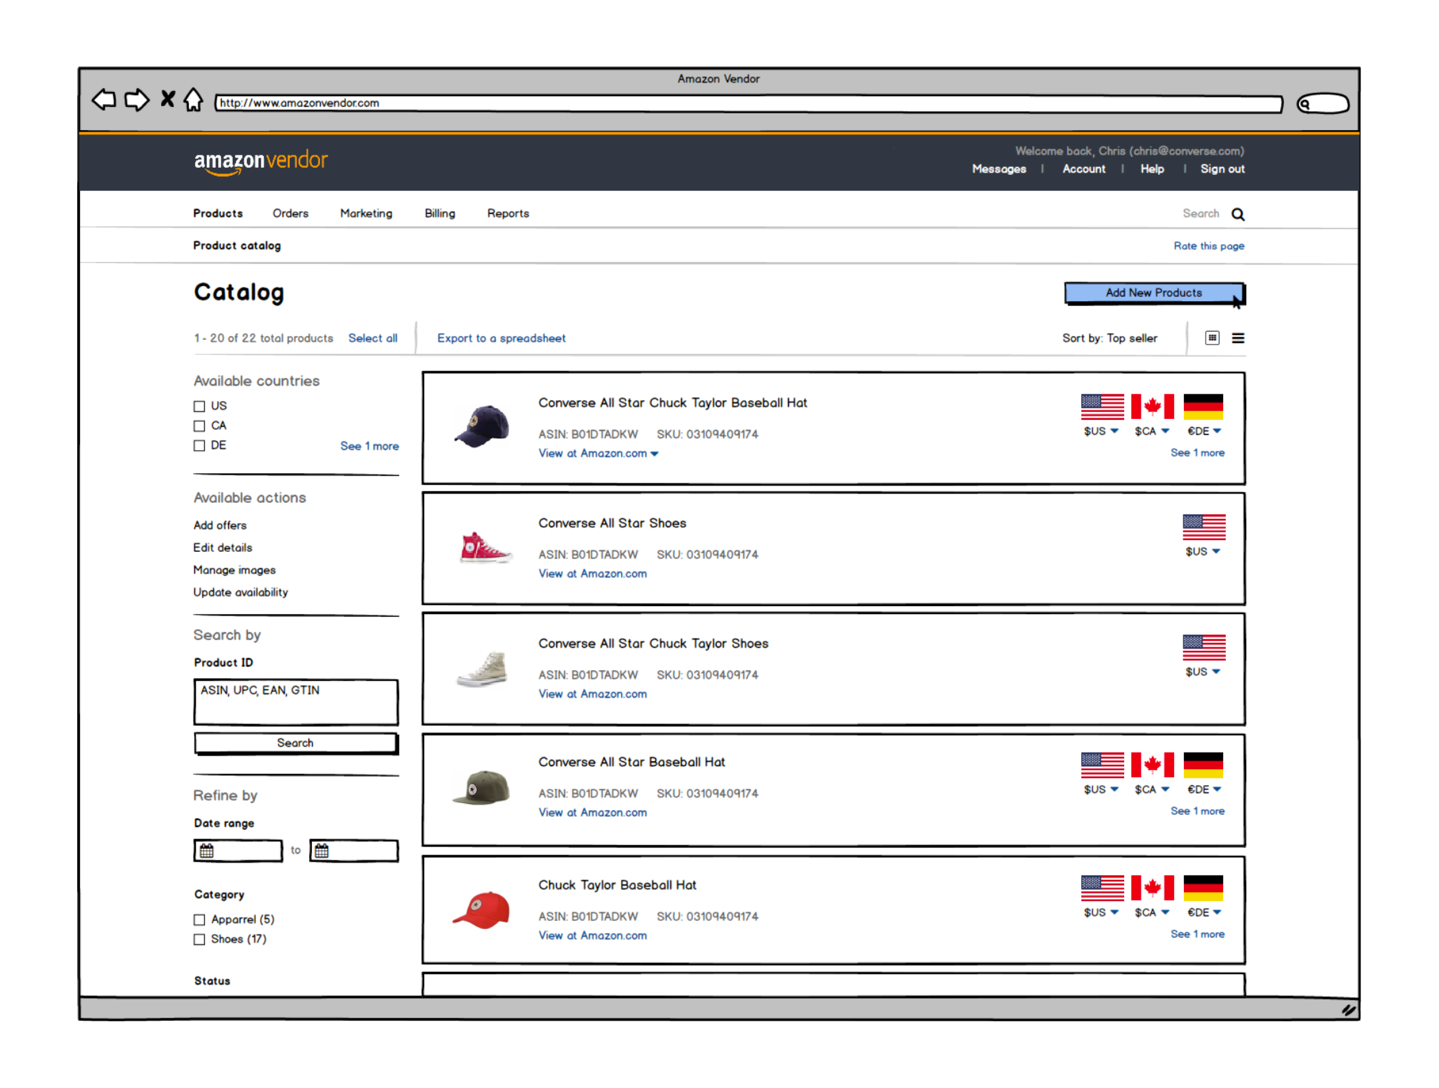 Amazon Vendor
http://www.amazonvendor.com
amazonvendor
Welcome back, Chris (chris@converse.com)
Messages | Account | Help | Sign out
Products Orders Marketing Billing Reports Search
Product catalog Rate this page
Catalog Add New Products
1 - 20 of 22 total products Select all Export to a spreadsheet Sort by: Top seller
Available countries
US
CA
DE See 1 more
Available actions
Add offers
Edit details
Manage images
Update availability
Search by
Product ID
ASIN, UPC, EAN, GTIN
Search
Refine by
Date range
to
Category
Apparrel (5)
Shoes (17)
Status
Converse All Star Chuck Taylor Baseball Hat
ASIN: B01DTADKW SKU: 03109409174
View at Amazon.com
$US $CA €DE
See 1 more
Converse All Star Shoes
ASIN: B01DTADKW SKU: 03109409174
View at Amazon.com
$US
Converse All Star Chuck Taylor Shoes
ASIN: B01DTADKW SKU: 03109409174
View at Amazon.com
$US
Converse All Star Baseball Hat
ASIN: B01DTADKW SKU: 03109409174
View at Amazon.com
$US $CA €DE
See 1 more
Chuck Taylor Baseball Hat
ASIN: B01DTADKW SKU: 03109409174
View at Amazon.com
$US $CA €DE
See 1 more